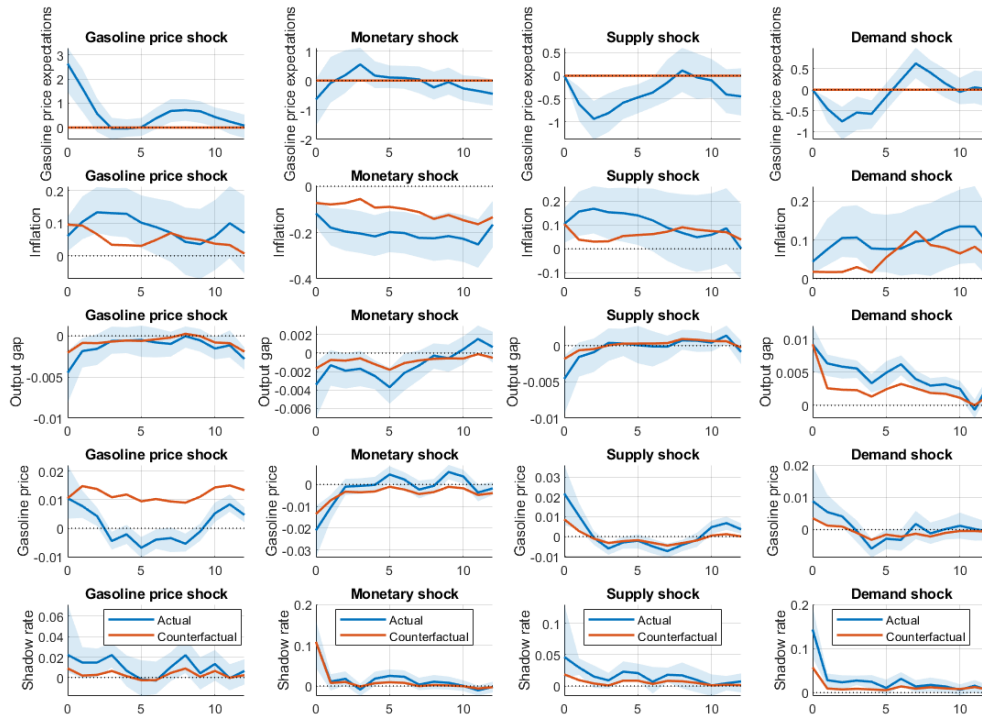 Gasoline price shock
Monetary shock
Supply shock
Demand shock
Gasoline price expectations
3
2
1
0
0
5
10
Gasoline price expectations
1
0
-1
-2
0
5
10
Gasoline price expectations
0.5
0
-0.5
-1
0
5
10
Gasoline price expectations
0.5
0
-0.5
-1
0
5
10
Gasoline price shock
Monetary shock
Supply shock
Demand shock
Inflation
0.2
0.1
0
0
5
10
Inflation
0
-0.2
-0.4
0
5
10
Inflation
0.2
0.1
0
-0.1
0
5
10
Inflation
0.2
0.1
0
0
5
10
Gasoline price shock
Monetary shock
Supply shock
Demand shock
Output gap
0
-0.005
-0.01
0
5
10
Output gap
0.002
0
-0.002
-0.004
-0.006
0
5
10
Output gap
0
-0.005
-0.01
0
5
10
Output gap
0.01
0.005
0
0
5
10
Gasoline price shock
Monetary shock
Supply shock
Demand shock
Gasoline price
0.02
0.01
0
-0.01
0
5
10
Gasoline price
0
-0.01
-0.02
-0.03
0
5
10
Gasoline price
0.03
0.02
0.01
0
-0.01
0
5
10
Gasoline price
0.02
0.01
0
-0.01
0
5
10
Gasoline price shock
Monetary shock
Supply shock
Demand shock
Shadow rate
0.06
0.04
0.02
0
Actual
Counterfactual
0
5
10
Shadow rate
0.2
0.1
0
Actual
Counterfactual
0
5
10
Shadow rate
0.1
0.05
0
Actual
Counterfactual
0
5
10
Shadow rate
0.2
0.1
0
Actual
Counterfactual
0
5
10